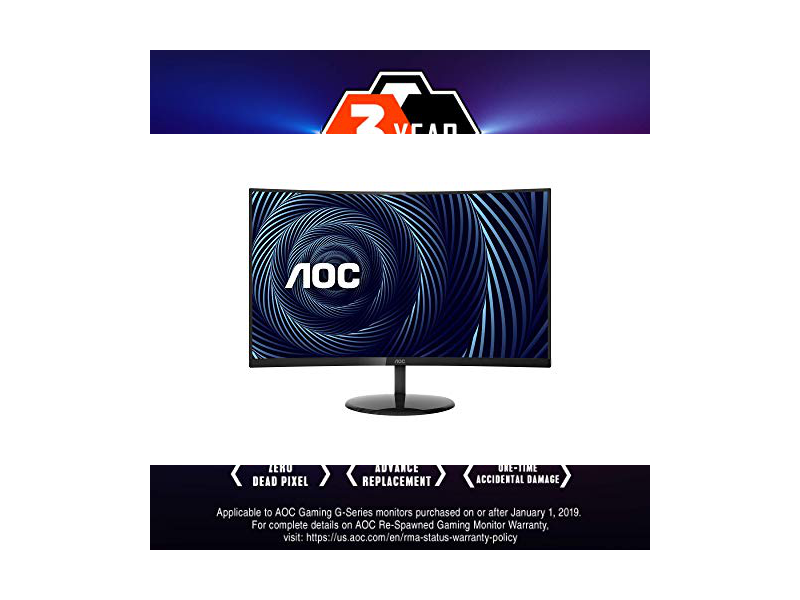 3 YEAR
AOC
AOC
ZERO
DEAD PIXEL
ADVANCE
REPLACEMENT
ONE-TIME
ACCIDENTAL DAMAGE
Applicable to AOC Gaming G-Series monitors purchased on or after January 1, 2019.
For complete details on AOC Re-Spawned Gaming Monitor Warranty,
visit: https://us.aoc.com/en/rma-status-warranty-policy